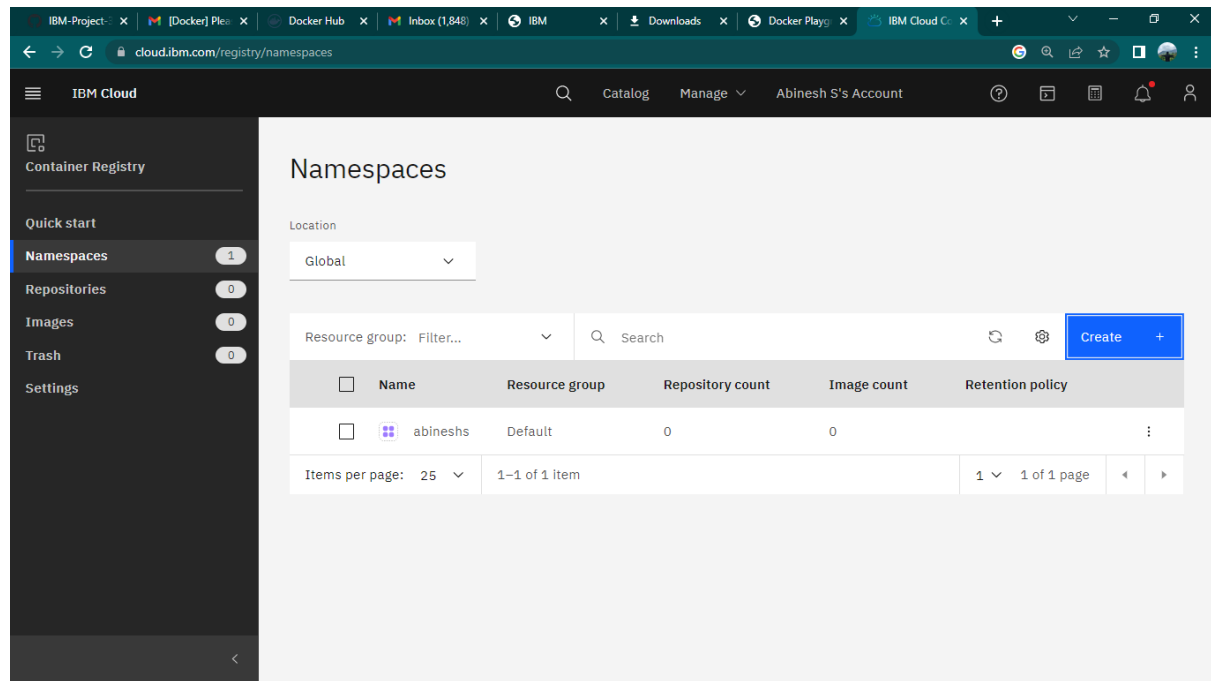 IBM-Project-3 [Docker] Plea Docker Hub Inbox (1,848) IBM Downloads Docker Playg IBM Cloud Co
cloud.ibm.com/registry/namespaces
IBM Cloud Catalog Manage Abinesh S's Account
Container Registry
Quick start
Namespaces 1
Repositories 0
Images 0
Trash 0
Settings
Namespaces
Location
Global
Resource group: Filter... Search Create +
Name Resource group Repository count Image count Retention policy
abineshs Default 0 0
Items per page: 25 1–1 of 1 item 1 1 of 1 page